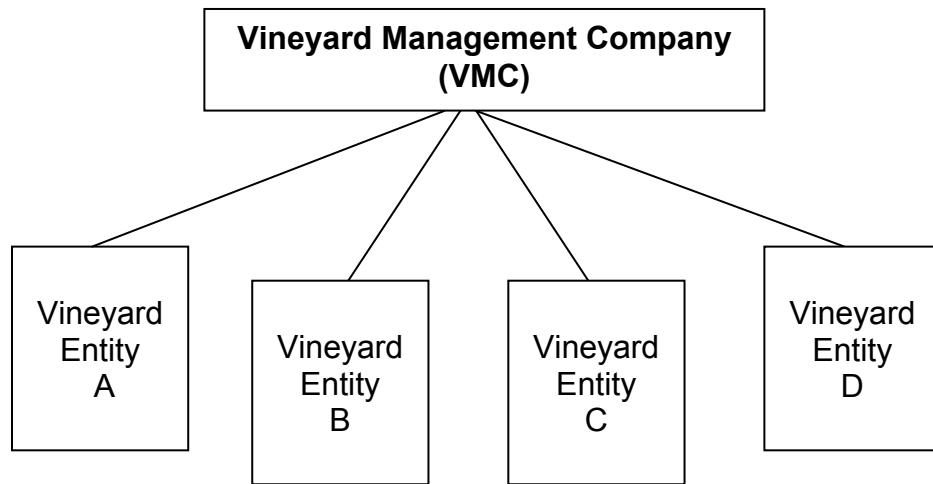 Vineyard Management Company
(VMC)
Vineyard
Entity
A
Vineyard
Entity
B
Vineyard
Entity
C
Vineyard
Entity
D